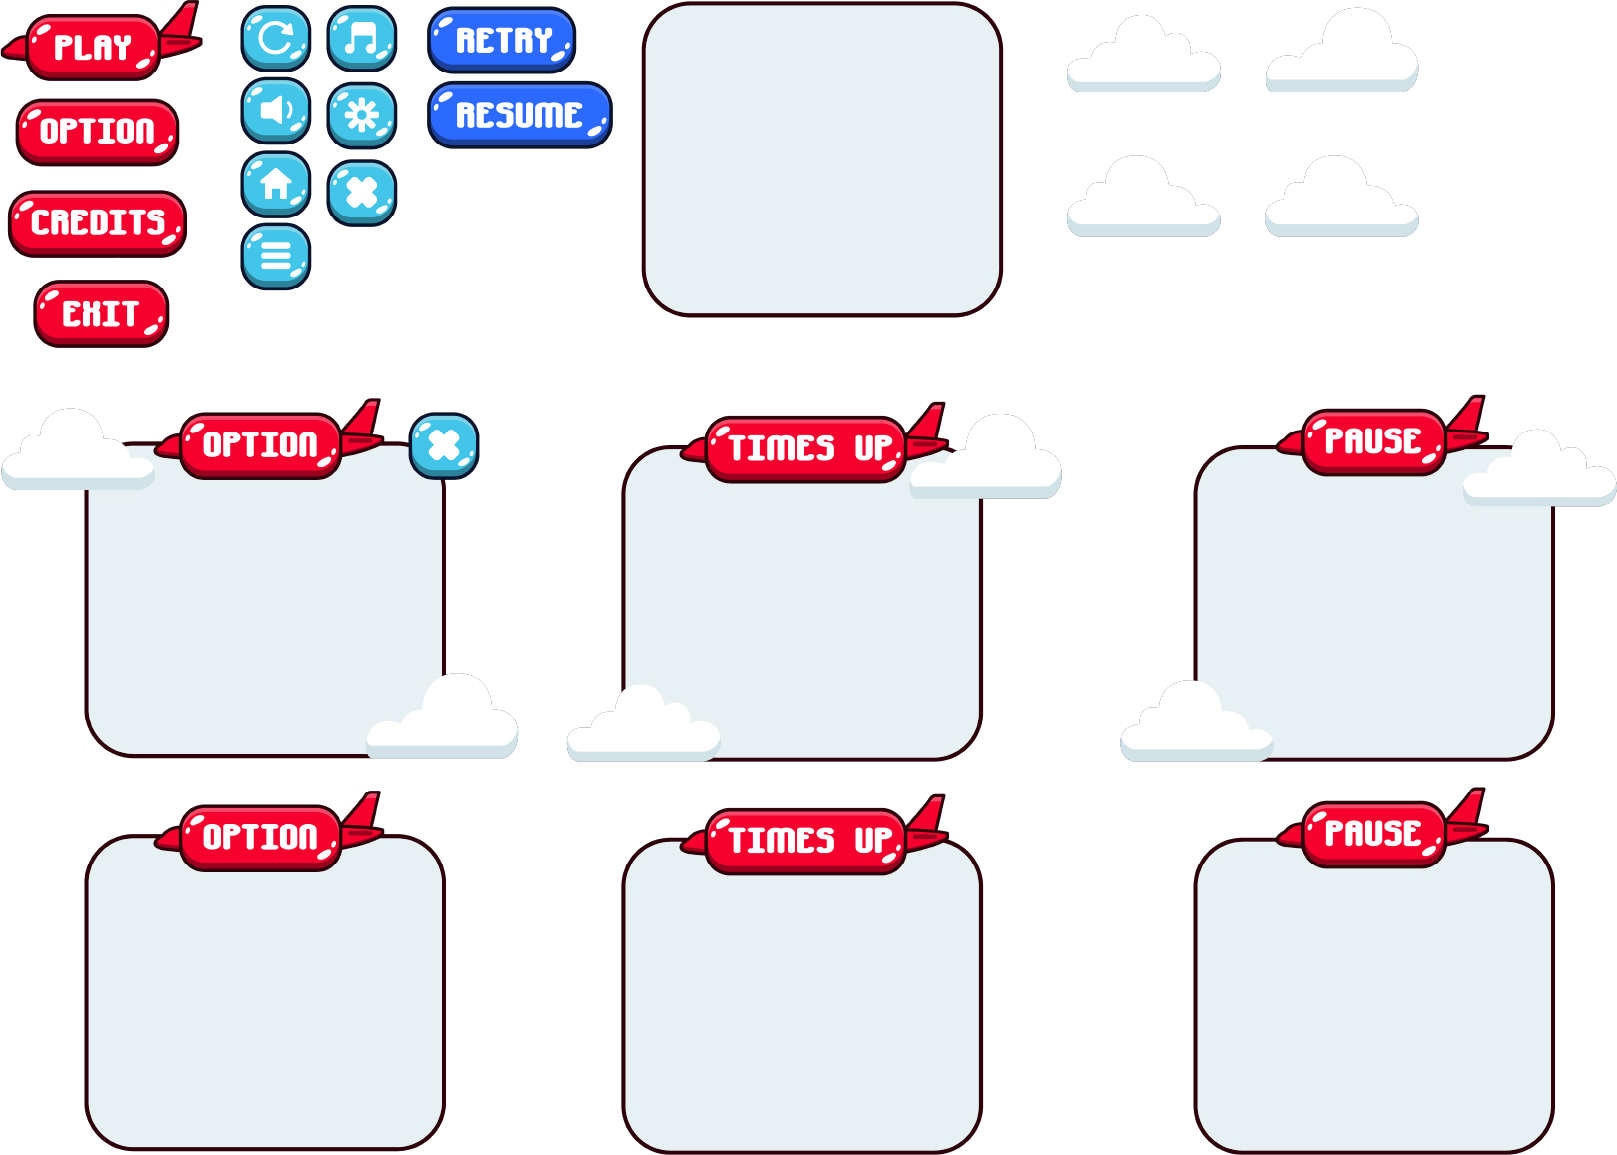 PLAY
OPTION
CREDITS
EXIT
RETRY
RESUME
OPTION
TIMES UP
PAUSE
OPTION
TIMES UP
PAUSE